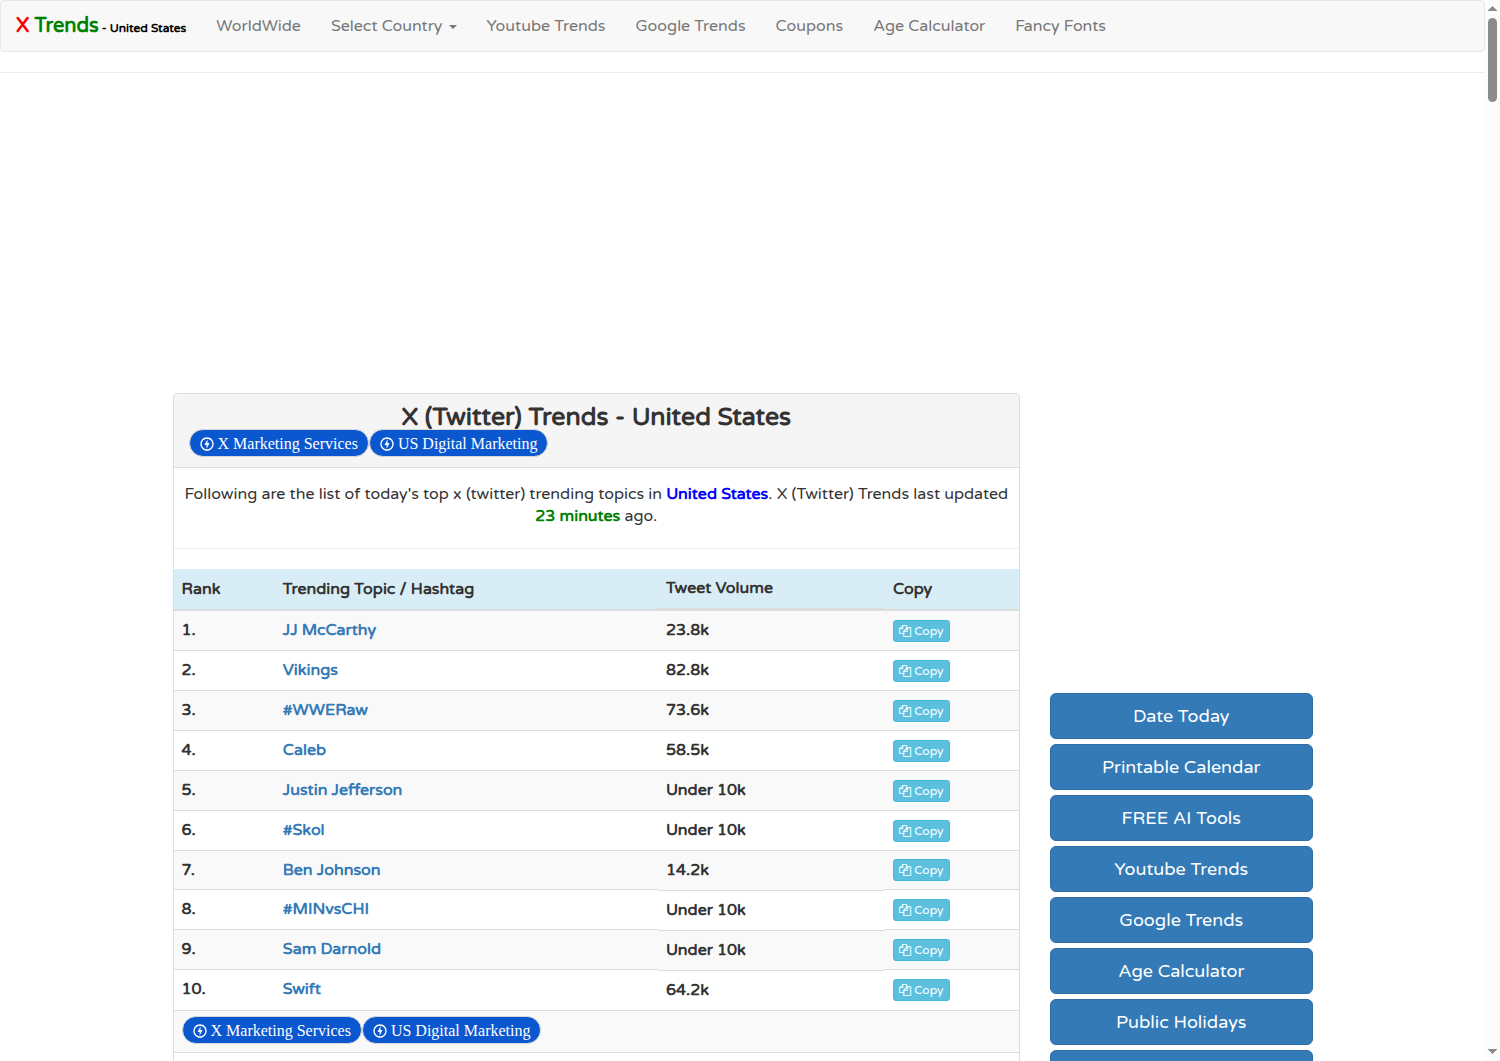 X Trends - United States
WorldWide
Select Country
Youtube Trends
Google Trends
Coupons
Age Calculator
Fancy Fonts
X (Twitter) Trends - United States
X Marketing Services
US Digital Marketing
Following are the list of today's top x (twitter) trending topics in United States. X (Twitter) Trends last updated
23 minutes ago.
Rank Trending Topic / Hashtag Tweet Volume Copy
1. JJ McCarthy 23.8k Copy
2. Vikings 82.8k Copy
3. #WWERaw 73.6k Copy
4. Caleb 58.5k Copy
5. Justin Jefferson Under 10k Copy
6. #Skol Under 10k Copy
7. Ben Johnson 14.2k Copy
8. #MINvsCHI Under 10k Copy
9. Sam Darnold Under 10k Copy
10. Swift 64.2k Copy
X Marketing Services
US Digital Marketing
Date Today
Printable Calendar
FREE AI Tools
Youtube Trends
Google Trends
Age Calculator
Public Holidays